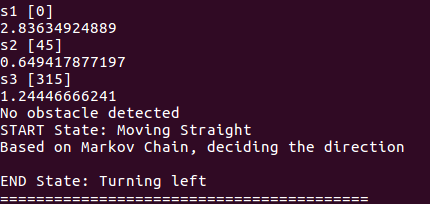 s1 [0]
2.83634924889
s2 [45]
0.649417877197
s3 [315]
1.24446666241
No obstacle detected
START State: Moving Straight
Based on Markov Chain, deciding the direction
END State: Turning left
=========================================